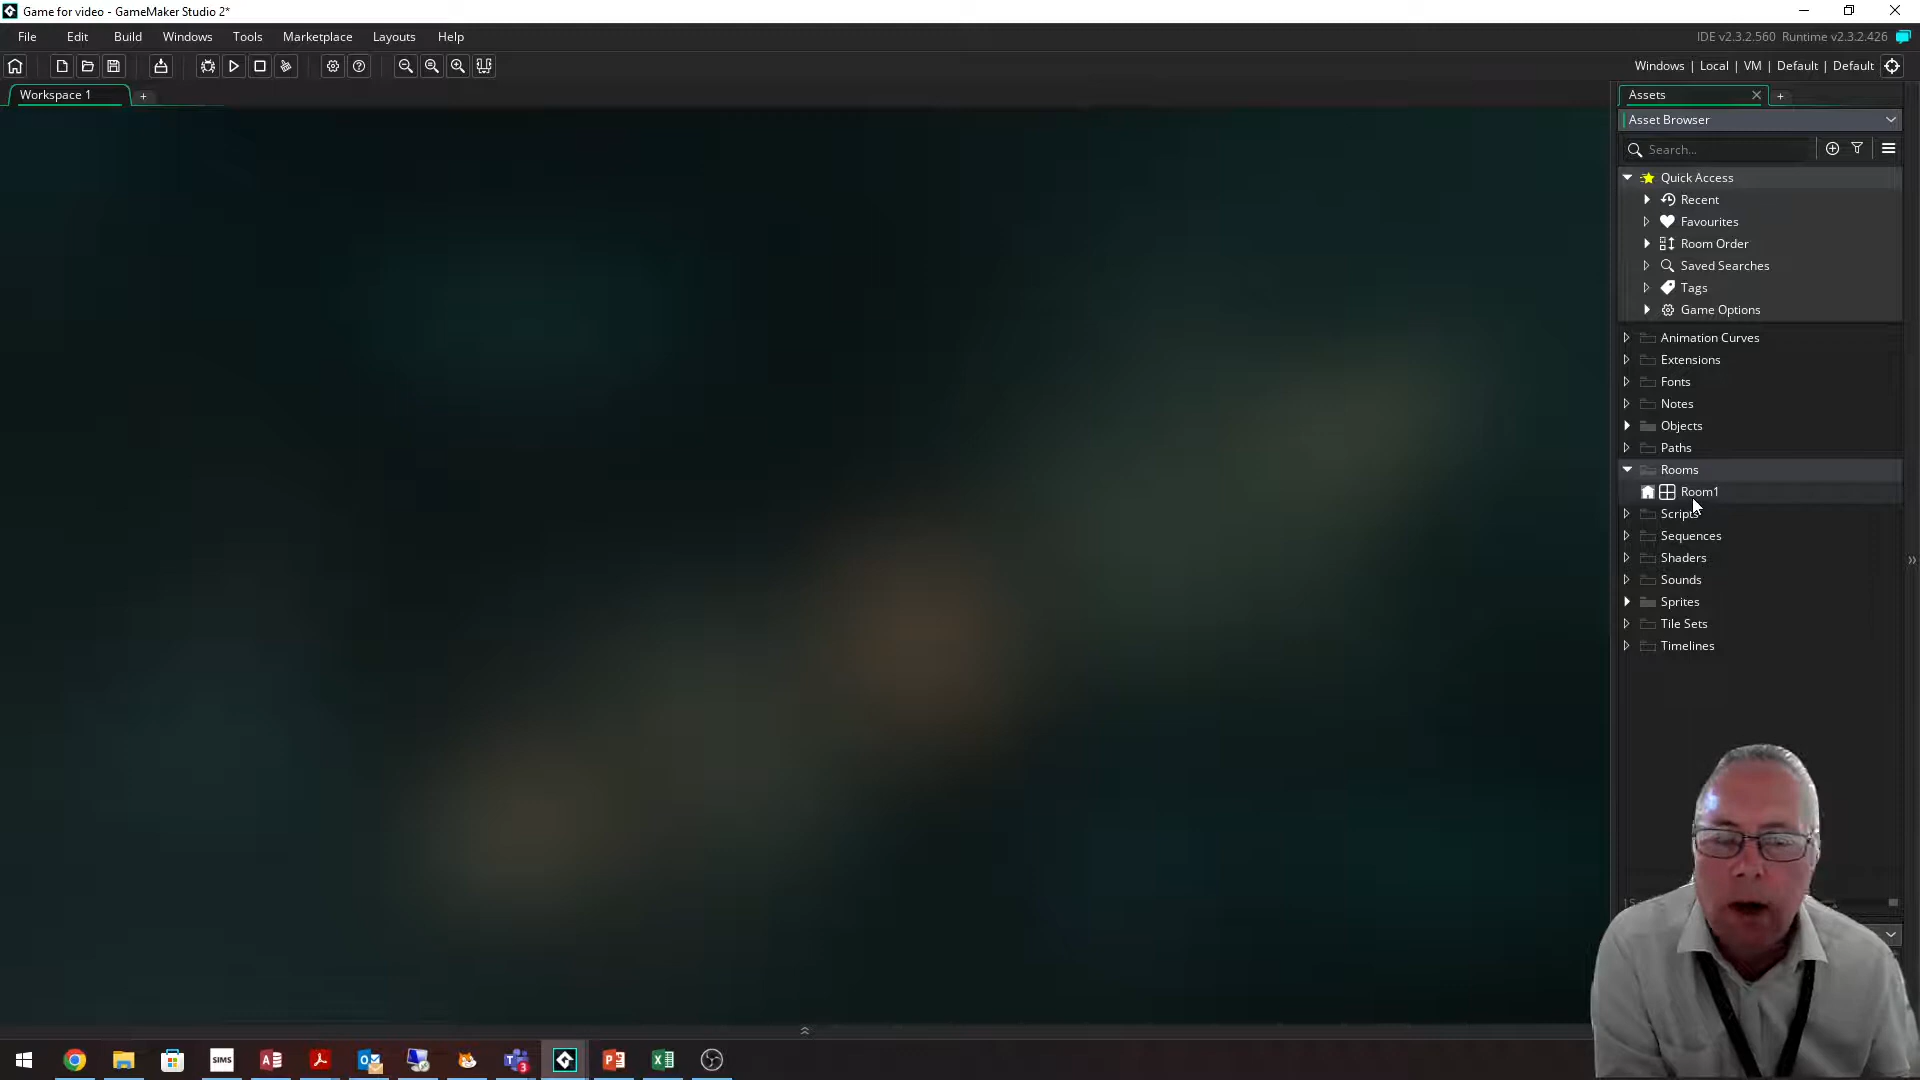 Game for video - GameMaker Studio 2*
File Edit Build Windows Tools Marketplace Layouts Help
IDE v2.3.2.560 Runtime v2.3.2.426
Windows | Local | VM | Default | Default
Workspace 1
Assets
Asset Browser
Search...
Quick Access
Recent
Favourites
Room Order
Saved Searches
Tags
Game Options
Animation Curves
Extensions
Fonts
Notes
Objects
Paths
Rooms
Room1
Scripts
Sequences
Shaders
Sounds
Sprites
Tile Sets
Timelines
SIMS
3